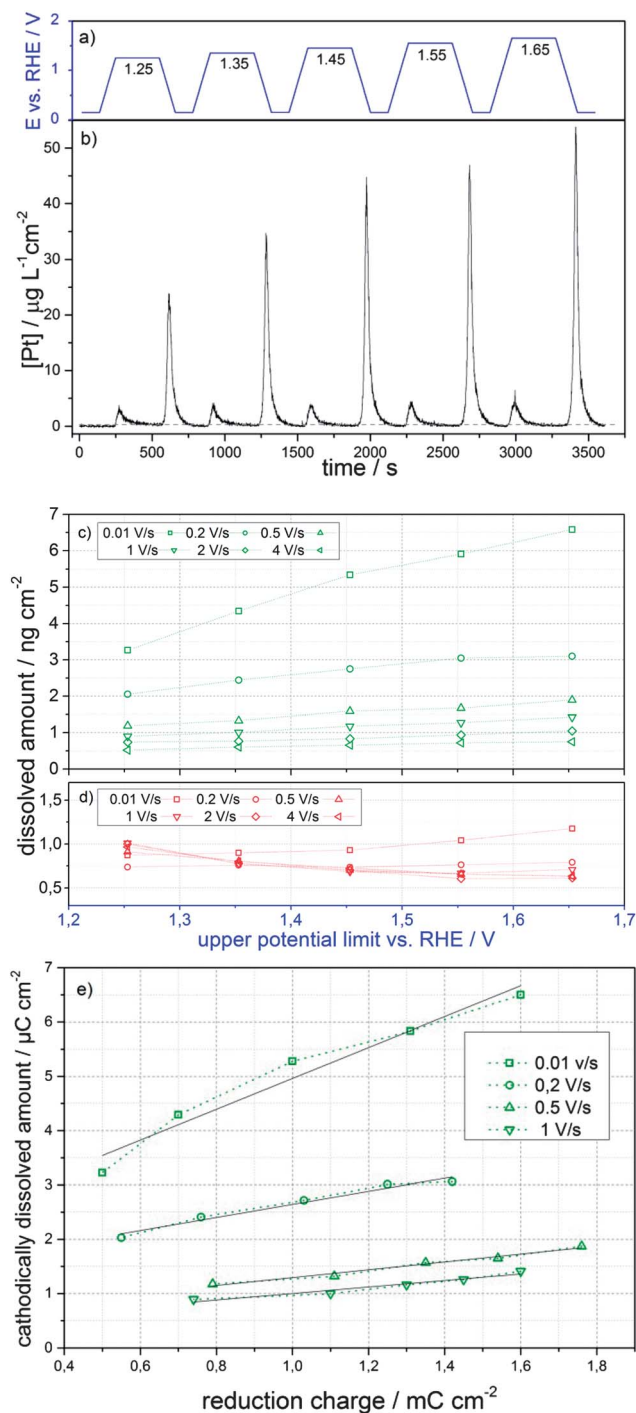 a)
E vs. RHE / V
2
1
0
1.25
1.35
1.45
1.55
1.65
b)
[Pt] / µg L⁻¹cm⁻²
50
40
30
20
10
0
0 500 1000 1500 2000 2500 3000 3500
time / s
c)
0.01 V/s 0.2 V/s 0.5 V/s
1 V/s 2 V/s 4 V/s
7
6
5
4
3
2
1
0
dissolved amount / ng cm⁻²
d)
0.01 V/s 0.2 V/s 0.5 V/s
1 V/s 2 V/s 4 V/s
1,5
1,0
0,5
1,2 1,3 1,4 1,5 1,6 1,7
upper potential limit vs. RHE / V
e)
cathodically dissolved amount / µC cm⁻²
7
6
5
4
3
2
1
0
0.01 v/s
0,2 V/s
0.5 V/s
1 V/s
0,4 0,6 0,8 1,0 1,2 1,4 1,6 1,8
reduction charge / mC cm⁻²